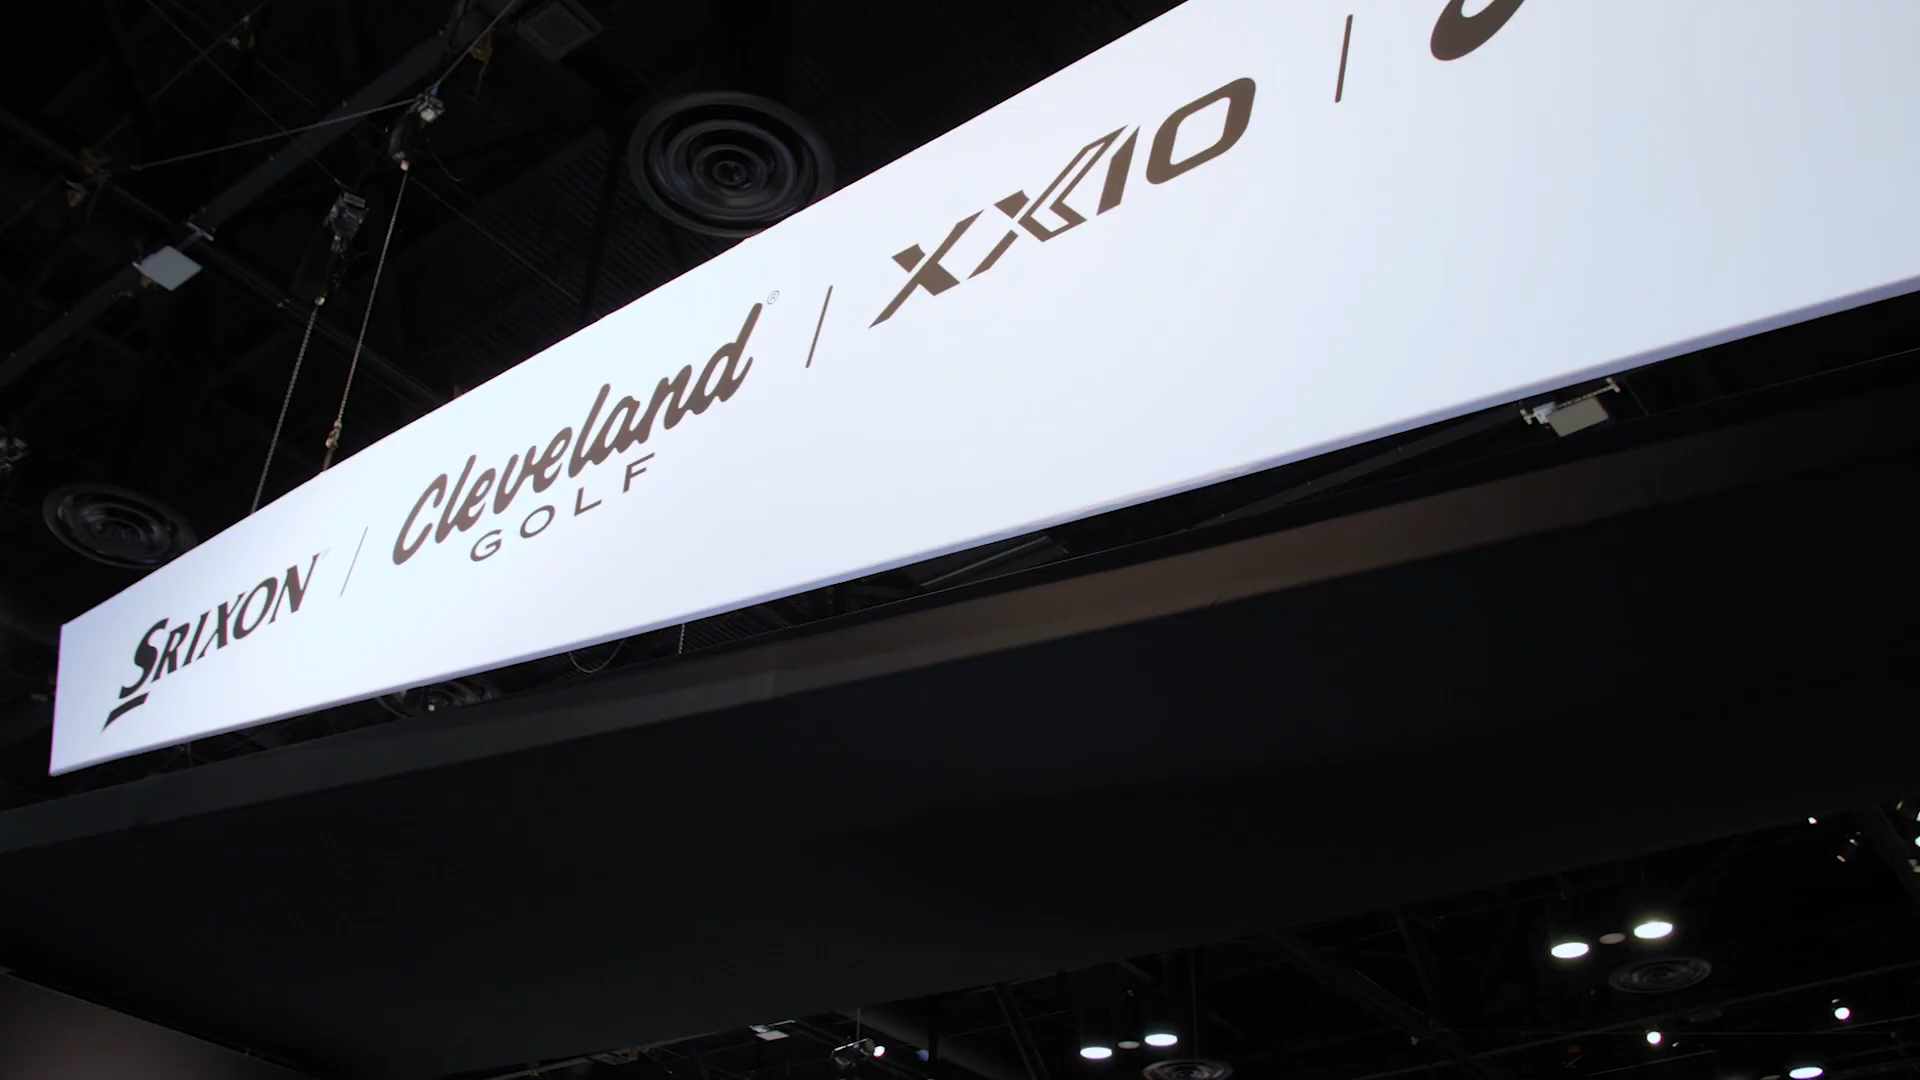 SRIXON | Cleveland® | XXIO |
GOLF